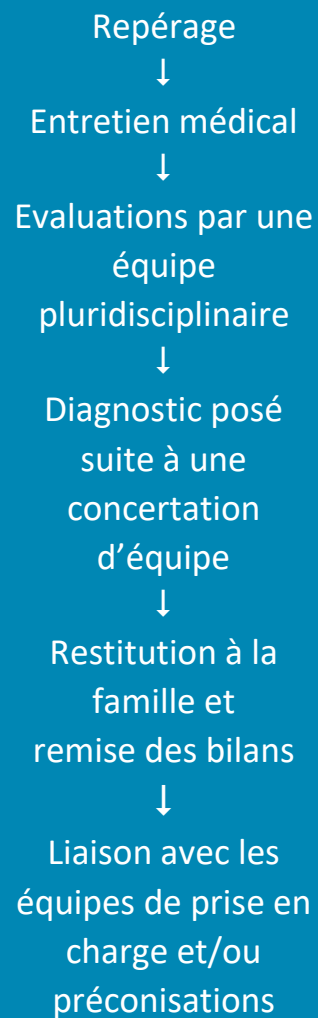 Repérage
↓
Entretien médical
↓
Evaluations par une
équipe
pluridisciplinaire
↓
Diagnostic posé
suite à une
concertation
d’équipe
↓
Restitution à la
famille et
remise des bilans
↓
Liaison avec les
équipes de prise en
charge et/ou
préconisations